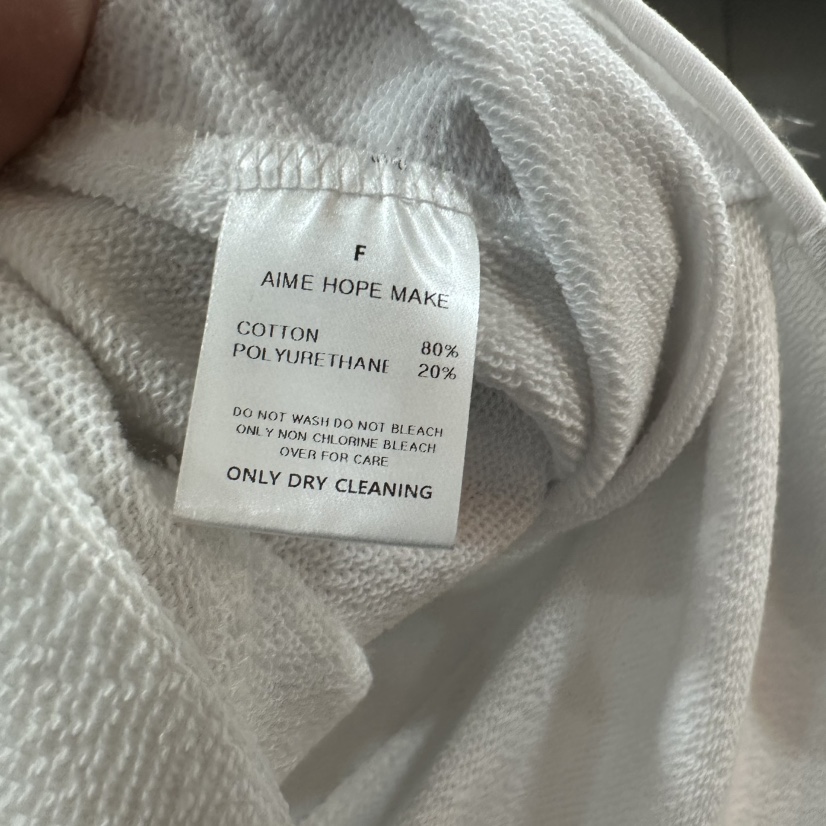 F
AIME HOPE MAKE
COTTON 80%
POLYURETHANE 20%
DO NOT WASH DO NOT BLEACH
ONLY NON CHLORINE BLEACH
OVER FOR CARE
ONLY DRY CLEANING